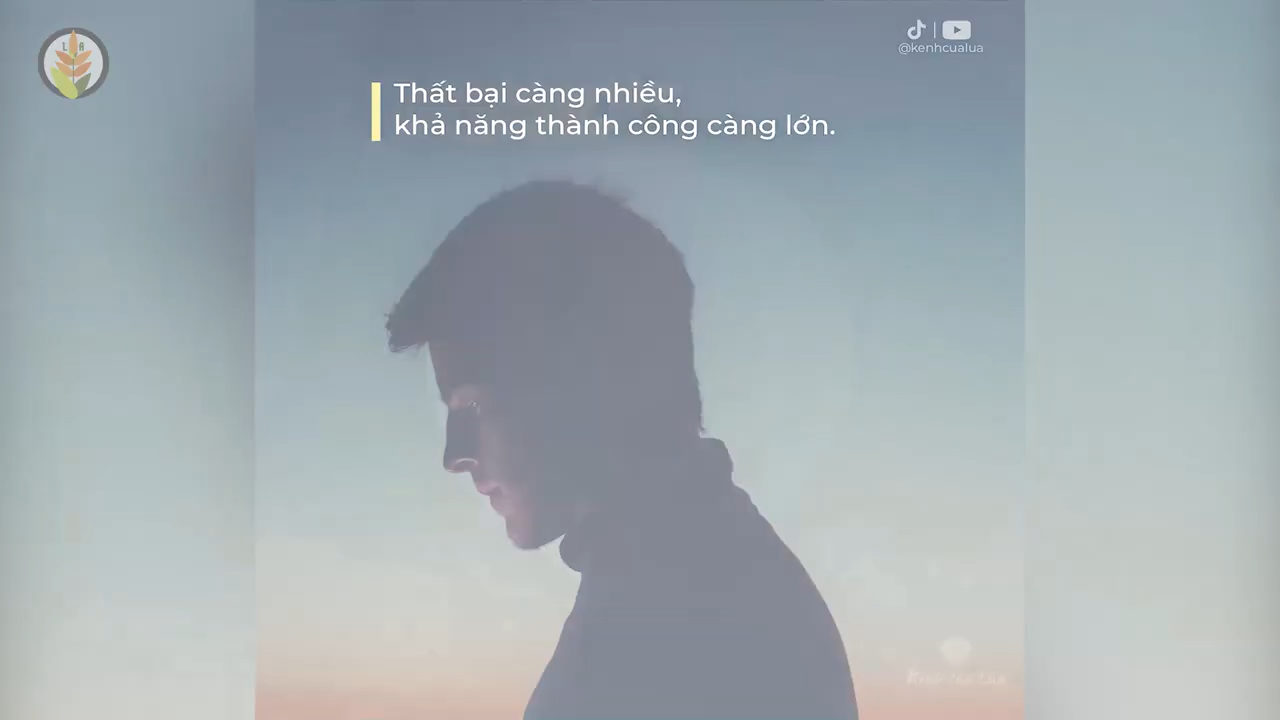 L A
@kenhcualua
Thất bại càng nhiều,
khả năng thành công càng lớn.